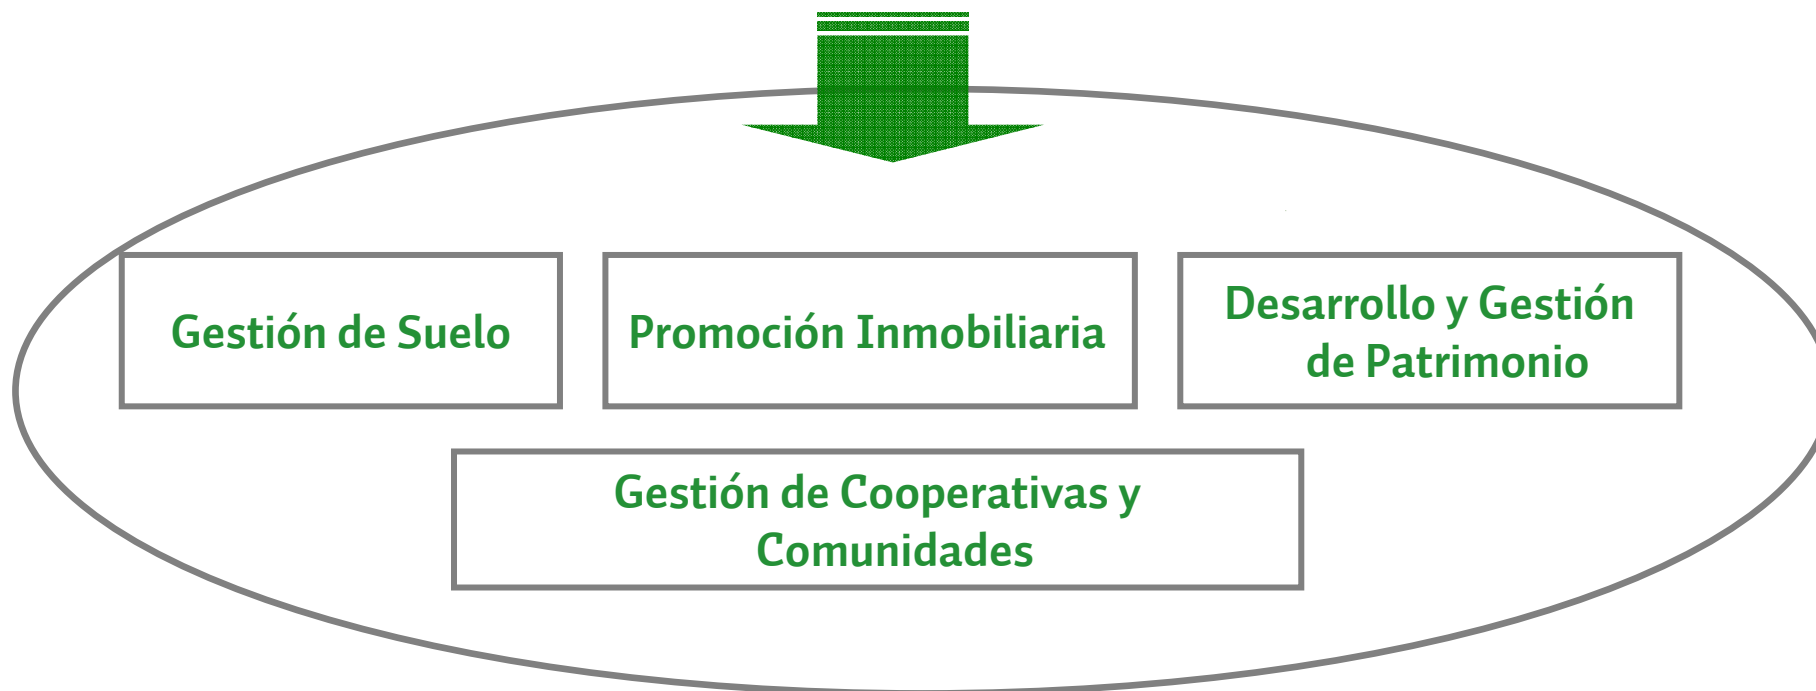 Gestión de Suelo
Promoción Inmobiliaria
Desarrollo y Gestión
de Patrimonio
Gestión de Cooperativas y
Comunidades